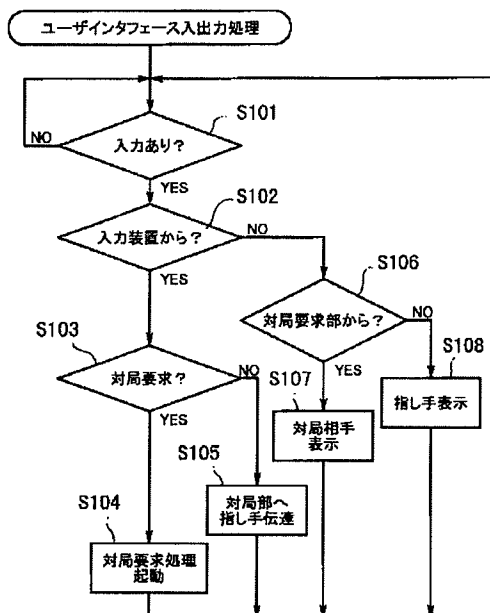 ユーザインタフェース入出力処理
S101
入力あり?
NO
YES
S102
入力装置から?
NO
YES
S106
対局要求部から?
NO
YES
S103
対局要求?
NO
YES
S107
対局相手
表示
S108
指し手表示
S105
対局部へ
指し手伝達
S104
対局要求処理
起動